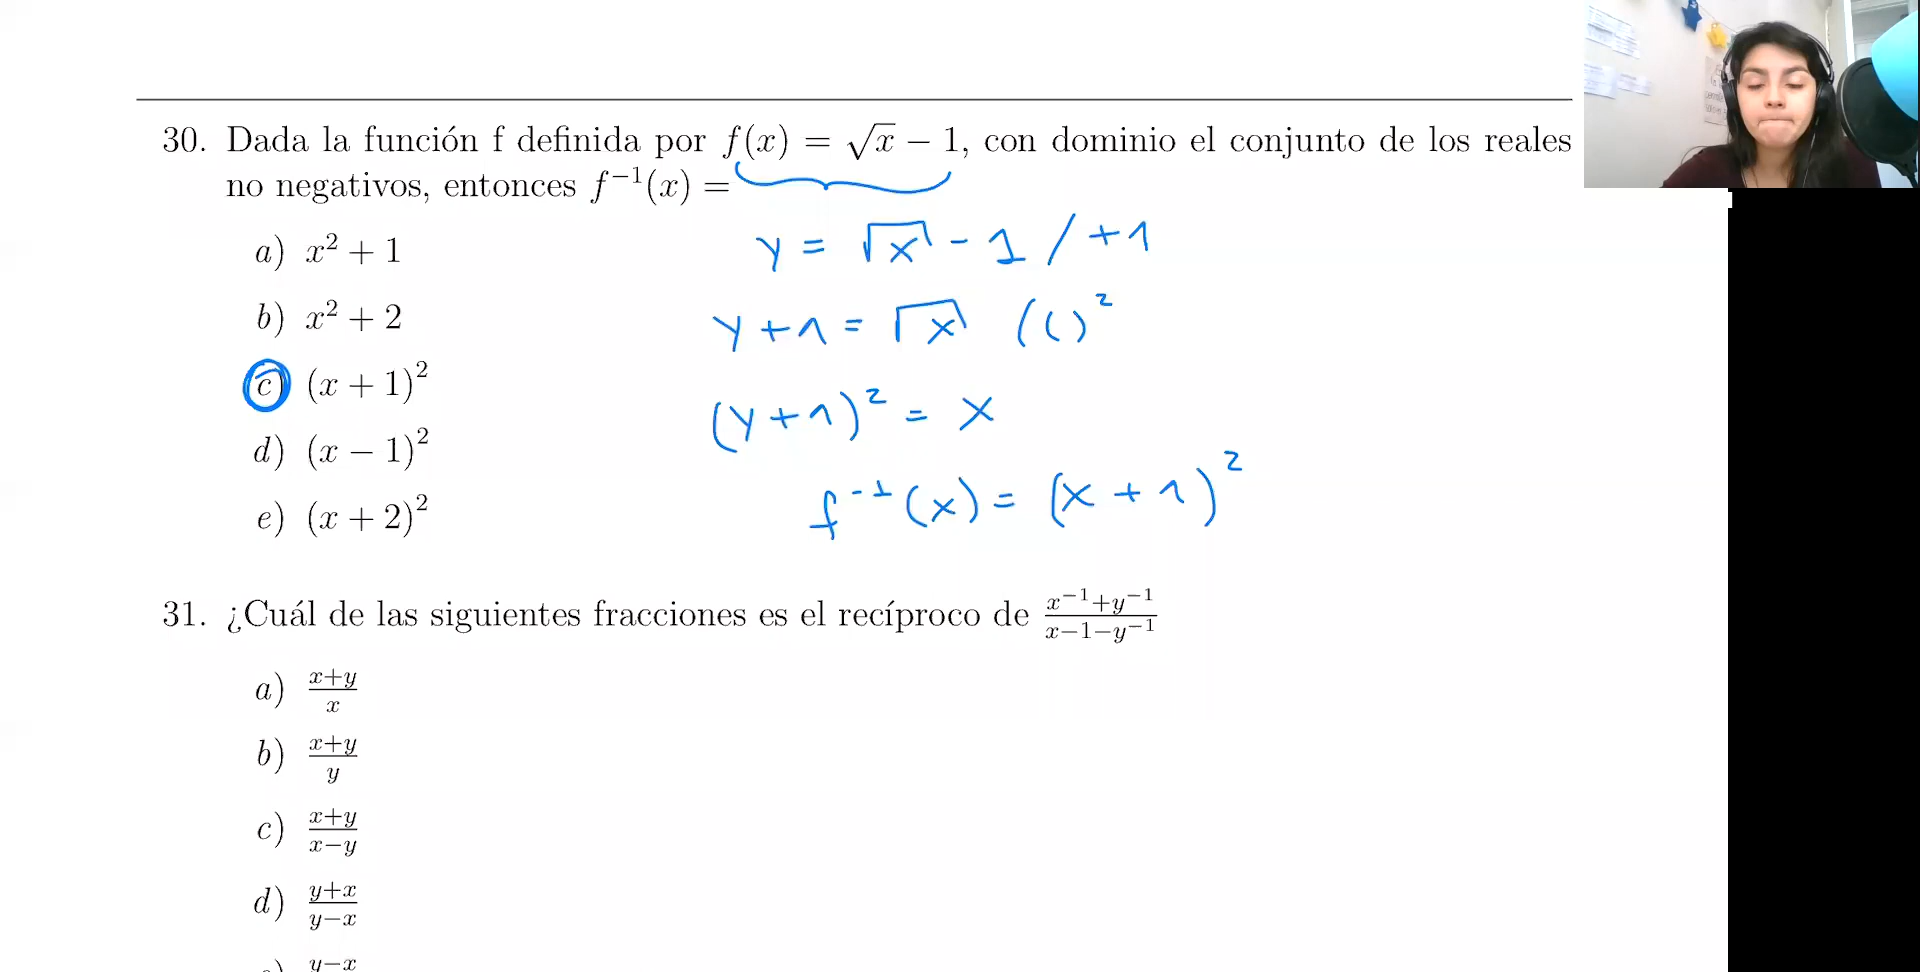 30. Dada la función f definida por f(x) = √x − 1, con dominio el conjunto de los reales
no negativos, entonces f⁻¹(x) =
a) x² + 1
b) x² + 2
c) (x + 1)²
d) (x − 1)²
e) (x + 2)²
y = √x - 1 / +1
y + 1 = √x (()²
(y + 1)² = x
f⁻¹(x) = (x + 1)²
31. ¿Cuál de las siguientes fracciones es el recíproco de (x⁻¹+y⁻¹)/(x−1−y⁻¹)
a) (x+y)/x
b) (x+y)/y
c) (x+y)/(x−y)
d) (y+x)/(y−x)
y−x